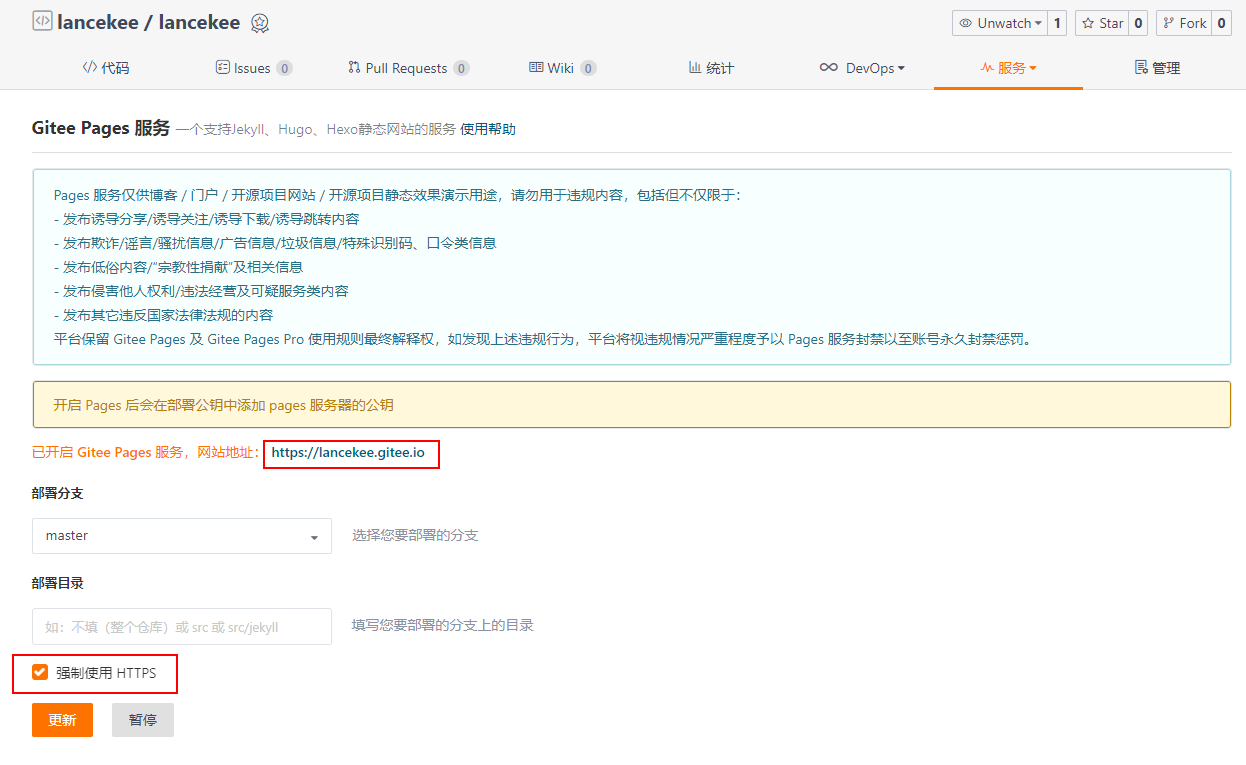 lancekee / lancekee
Unwatch 1 Star 0 Fork 0
代码 Issues 0 Pull Requests 0 Wiki 0 统计 DevOps 服务 管理
Gitee Pages 服务 一个支持Jekyll、Hugo、Hexo静态网站的服务 使用帮助
Pages 服务仅供博客 / 门户 / 开源项目网站 / 开源项目静态效果演示用途，请勿用于违规内容，包括但不仅限于：
- 发布诱导分享/诱导关注/诱导下载/诱导跳转内容
- 发布欺诈/谣言/骚扰信息/广告信息/垃圾信息/特殊识别码、口令类信息
- 发布低俗内容/“宗教性捐献”及相关信息
- 发布侵害他人权利/违法经营及可疑服务类内容
- 发布其它违反国家法律法规的内容
平台保留 Gitee Pages 及 Gitee Pages Pro 使用规则最终解释权，如发现上述违规行为，平台将视违规情况严重程度予以 Pages 服务封禁以至账号永久封禁惩罚。
开启 Pages 后会在部署公钥中添加 pages 服务器的公钥
已开启 Gitee Pages 服务，网站地址： https://lancekee.gitee.io
部署分支
master 选择您要部署的分支
部署目录
如：不填（整个仓库）或 src 或 src/jekyll 填写您要部署的分支上的目录
强制使用 HTTPS
更新 暂停